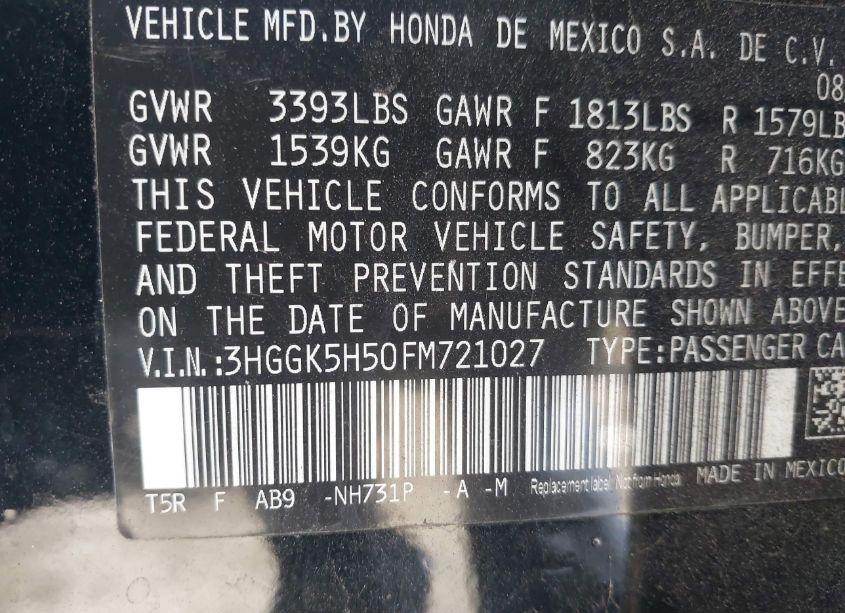 VEHICLE MFD.BY HONDA DE MEXICO S.A. DE C.V.
08
GVWR 3393LBS GAWR F 1813LBS R 1579LB
GVWR 1539KG GAWR F 823KG R 716KG
THIS VEHICLE CONFORMS TO ALL APPLICABL
FEDERAL MOTOR VEHICLE SAFETY, BUMPER,
AND THEFT PREVENTION STANDARDS IN EFFE
ON THE DATE OF MANUFACTURE SHOWN ABOVE
V.I.N.:3HGGK5H50FM721027 TYPE:PASSENGER CA
T5R F AB9 -NH731P -A -M Replacement label Not from Honda MADE IN MEXICO